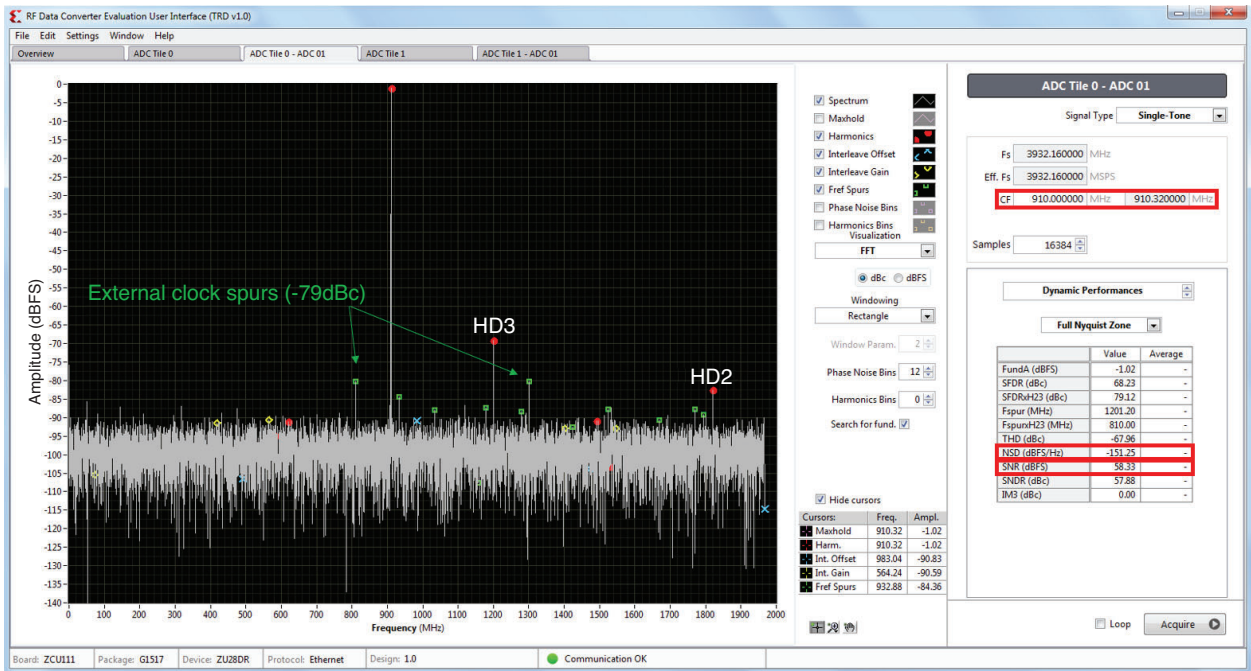 RF Data Converter Evaluation User Interface (TRD v1.0)
File Edit Settings Window Help
Overview ADC Tile 0 ADC Tile 0 - ADC 01 ADC Tile 1 ADC Tile 1 - ADC 01
Amplitude (dBFS)
0
-5
-10
-15
-20
-25
-30
-35
-40
-45
-50
-55
-60
-65
-70
-75
-80
-85
-90
-95
-100
-105
-110
-115
-120
-125
-130
-135
-140
External clock spurs (-79dBc)
HD3
HD2
0 100 200 300 400 500 600 700 800 900 1000 1100 1200 1300 1400 1500 1600 1700 1800 1900 2000
Frequency (MHz)
Spectrum
Maxhold
Harmonics
Interleave Offset
Interleave Gain
Fref Spurs
Phase Noise Bins
Harmonics Bins
Visualization
FFT
dBc dBFS
Windowing
Rectangle
Window Param. 2
Phase Noise Bins 12
Harmonics Bins 0
Search for fund.
Hide cursors
Cursors: Freq. Ampl.
Maxhold 910.32 -1.02
Harm. 910.32 -1.02
Int. Offset 983.04 -90.83
Int. Gain 564.24 -90.59
Fref Spurs 932.88 -84.36
ADC Tile 0 - ADC 01
Signal Type Single-Tone
Fs 3932.160000 MHz
Eff. Fs 3932.160000 MSPS
CF 910.000000 MHz 910.320000 MHz
Samples 16384
Dynamic Performances
Full Nyquist Zone
Value Average
FundA (dBFS) -1.02 -
SFDR (dBc) 68.23 -
SFDRxH23 (dBc) 79.12 -
Fspur (MHz) 1201.20 -
FspurxH23 (MHz) 810.00 -
THD (dBc) -67.96 -
NSD (dBFS/Hz) -151.25 -
SNR (dBFS) 58.33 -
SNDR (dBc) 57.88 -
IM3 (dBc) 0.00 -
Loop Acquire
Board: ZCU111 Package: G1517 Device: ZU28DR Protocol: Ethernet Design: 1.0 Communication OK